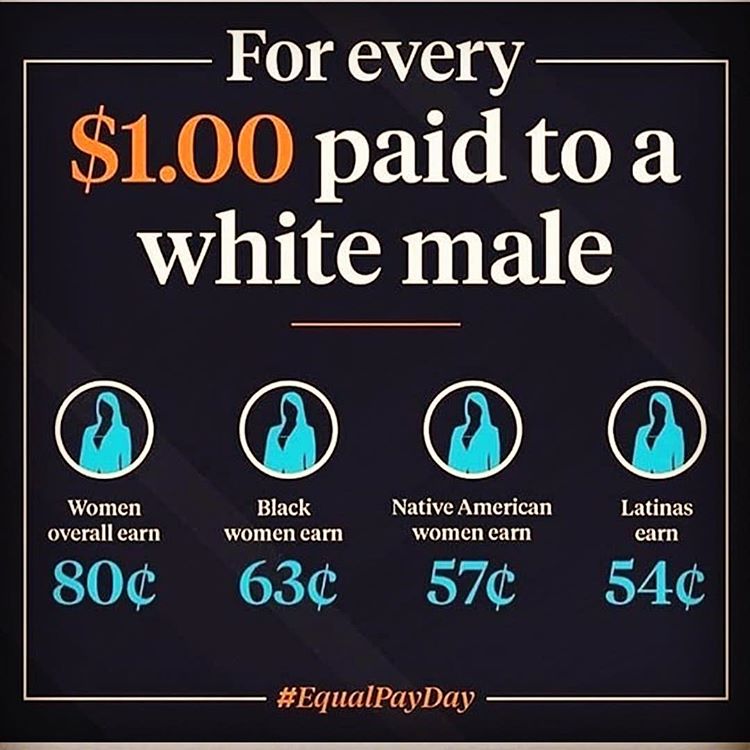 For every
$1.00 paid to a
white male
Women
overall earn
80¢
Black
women earn
63¢
Native American
women earn
57¢
Latinas
earn
54¢
#EqualPayDay